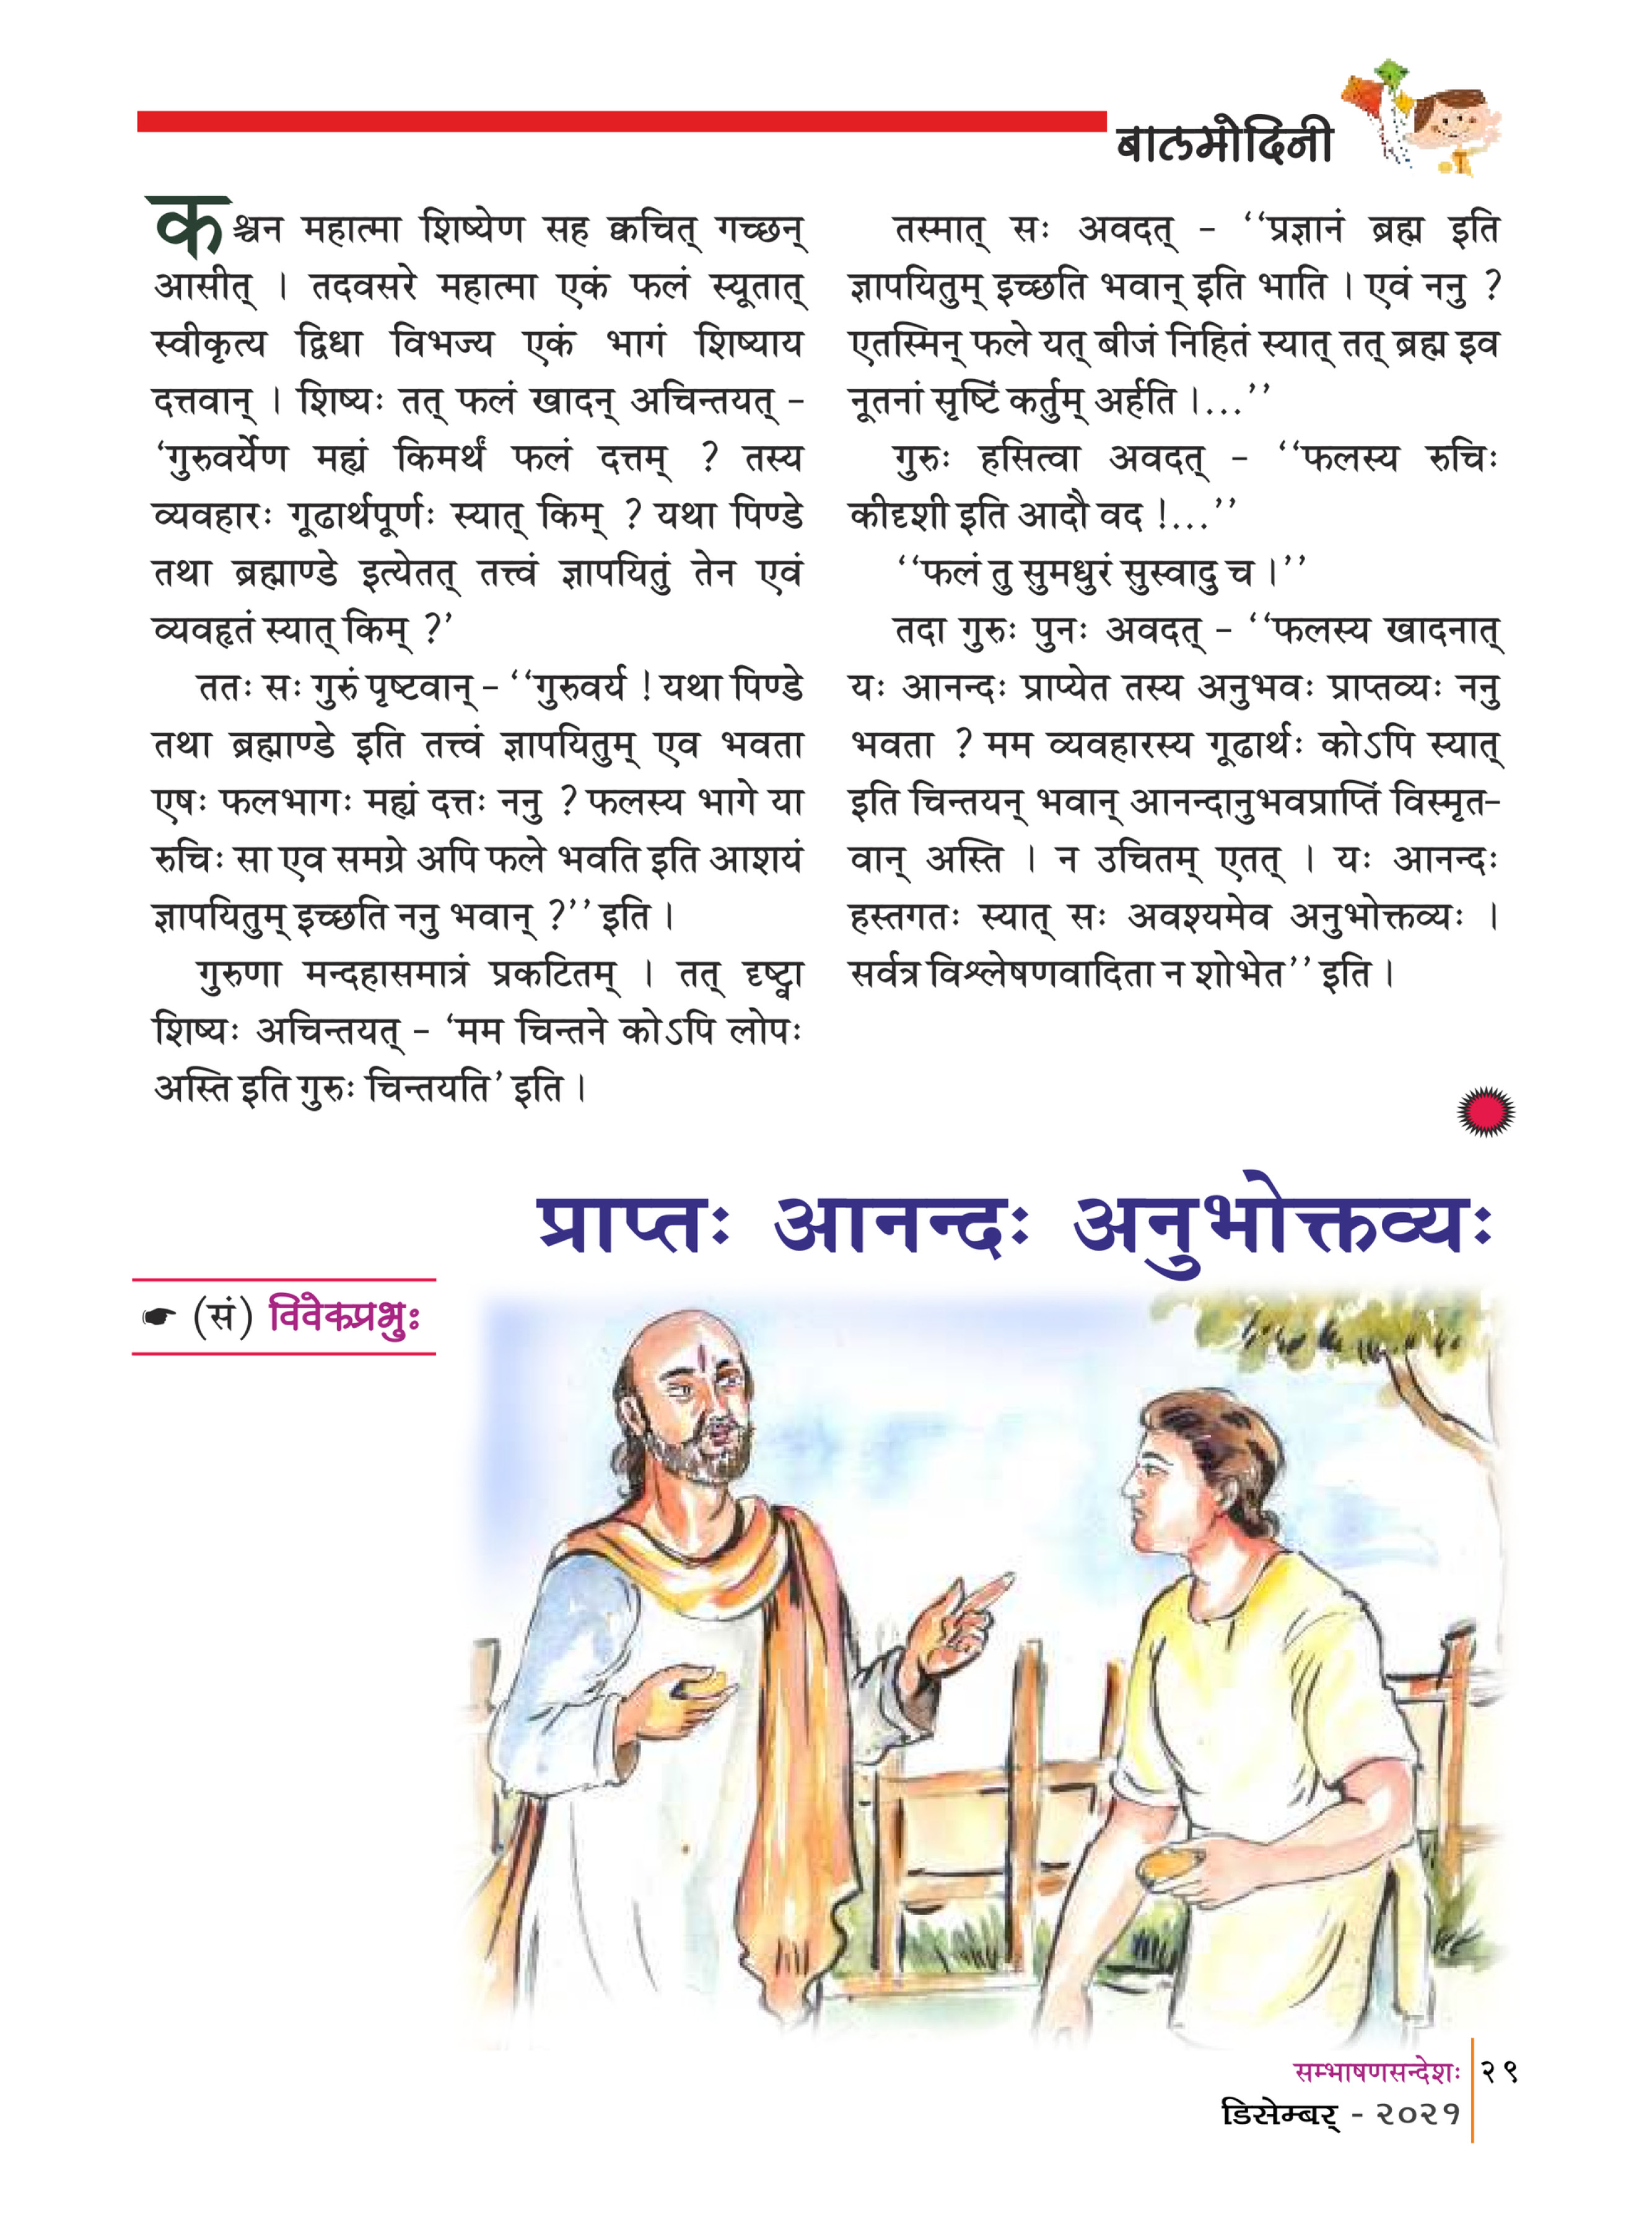 बालमोदिनी
कश्चन महात्मा शिष्येण सह क्वचित् गच्छन्
आसीत् । तदवसरे महात्मा एकं फलं स्यूतात्
स्वीकृत्य द्विधा विभज्य एकं भागं शिष्याय
दत्तवान् । शिष्यः तत् फलं खादन् अचिन्तयत् –
‘गुरुवर्येण मह्यं किमर्थं फलं दत्तम् ? तस्य
व्यवहारः गूढार्थपूर्णः स्यात् किम् ? यथा पिण्डे
तथा ब्रह्माण्डे इत्येतत् तत्त्वं ज्ञापयितुं तेन एवं
व्यवहृतं स्यात् किम् ?’
ततः सः गुरुं पृष्टवान् – ‘‘गुरुवर्य ! यथा पिण्डे
तथा ब्रह्माण्डे इति तत्त्वं ज्ञापयितुम् एव भवता
एषः फलभागः मह्यं दत्तः ननु ? फलस्य भागे या
रुचिः सा एव समग्रे अपि फले भवति इति आशयं
ज्ञापयितुम् इच्छति ननु भवान् ?’’ इति ।
गुरुणा मन्दहासमात्रं प्रकटितम् । तत् दृष्ट्वा
शिष्यः अचिन्तयत् – ‘मम चिन्तने कोऽपि लोपः
अस्ति इति गुरुः चिन्तयति’ इति ।
तस्मात् सः अवदत् – ‘‘प्रज्ञानं ब्रह्म इति
ज्ञापयितुम् इच्छति भवान् इति भाति । एवं ननु ?
एतस्मिन् फले यत् बीजं निहितं स्यात् तत् ब्रह्म इव
नूतनां सृष्टिं कर्तुम् अर्हति ।...’’
गुरुः हसित्वा अवदत् – ‘‘फलस्य रुचिः
कीदृशी इति आदौ वद !...’’
‘‘फलं तु सुमधुरं सुस्वादु च ।’’
तदा गुरुः पुनः अवदत् – ‘‘फलस्य खादनात्
यः आनन्दः प्राप्येत तस्य अनुभवः प्राप्तव्यः ननु
भवता ? मम व्यवहारस्य गूढार्थः कोऽपि स्यात्
इति चिन्तयन् भवान् आनन्दानुभवप्राप्तिं विस्मृत–
वान् अस्ति । न उचितम् एतत् । यः आनन्दः
हस्तगतः स्यात् सः अवश्यमेव अनुभोक्तव्यः ।
सर्वत्र विश्लेषणवादिता न शोभेत’’ इति ।
प्राप्तः आनन्दः अनुभोक्तव्यः
☛ (सं) विवेकप्रभुः
सम्भाषणसन्देशः २९
डिसेम्बर् - २०२१